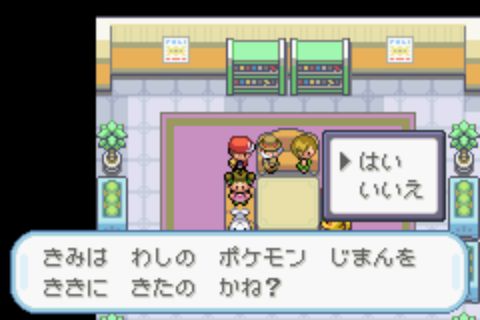 ▶はい
いいえ
きみは わしの ポケモン じまんを
ききに きたの かね?